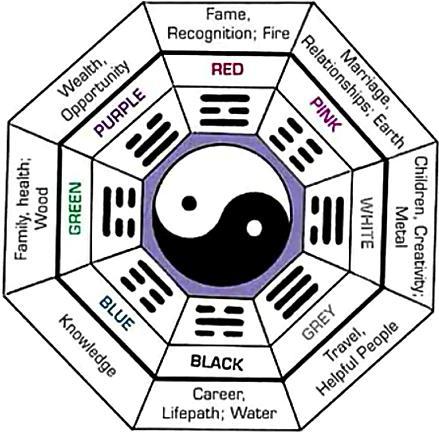 Fame,
Recognition; Fire
RED
Marriage,
Relationships; Earth
PINK
Children, Creativity;
Metal
WHITE
Travel,
Helpful People
GREY
Career,
Lifepath; Water
BLACK
Knowledge
BLUE
Family, health;
Wood
GREEN
Wealth,
Opportunity
PURPLE